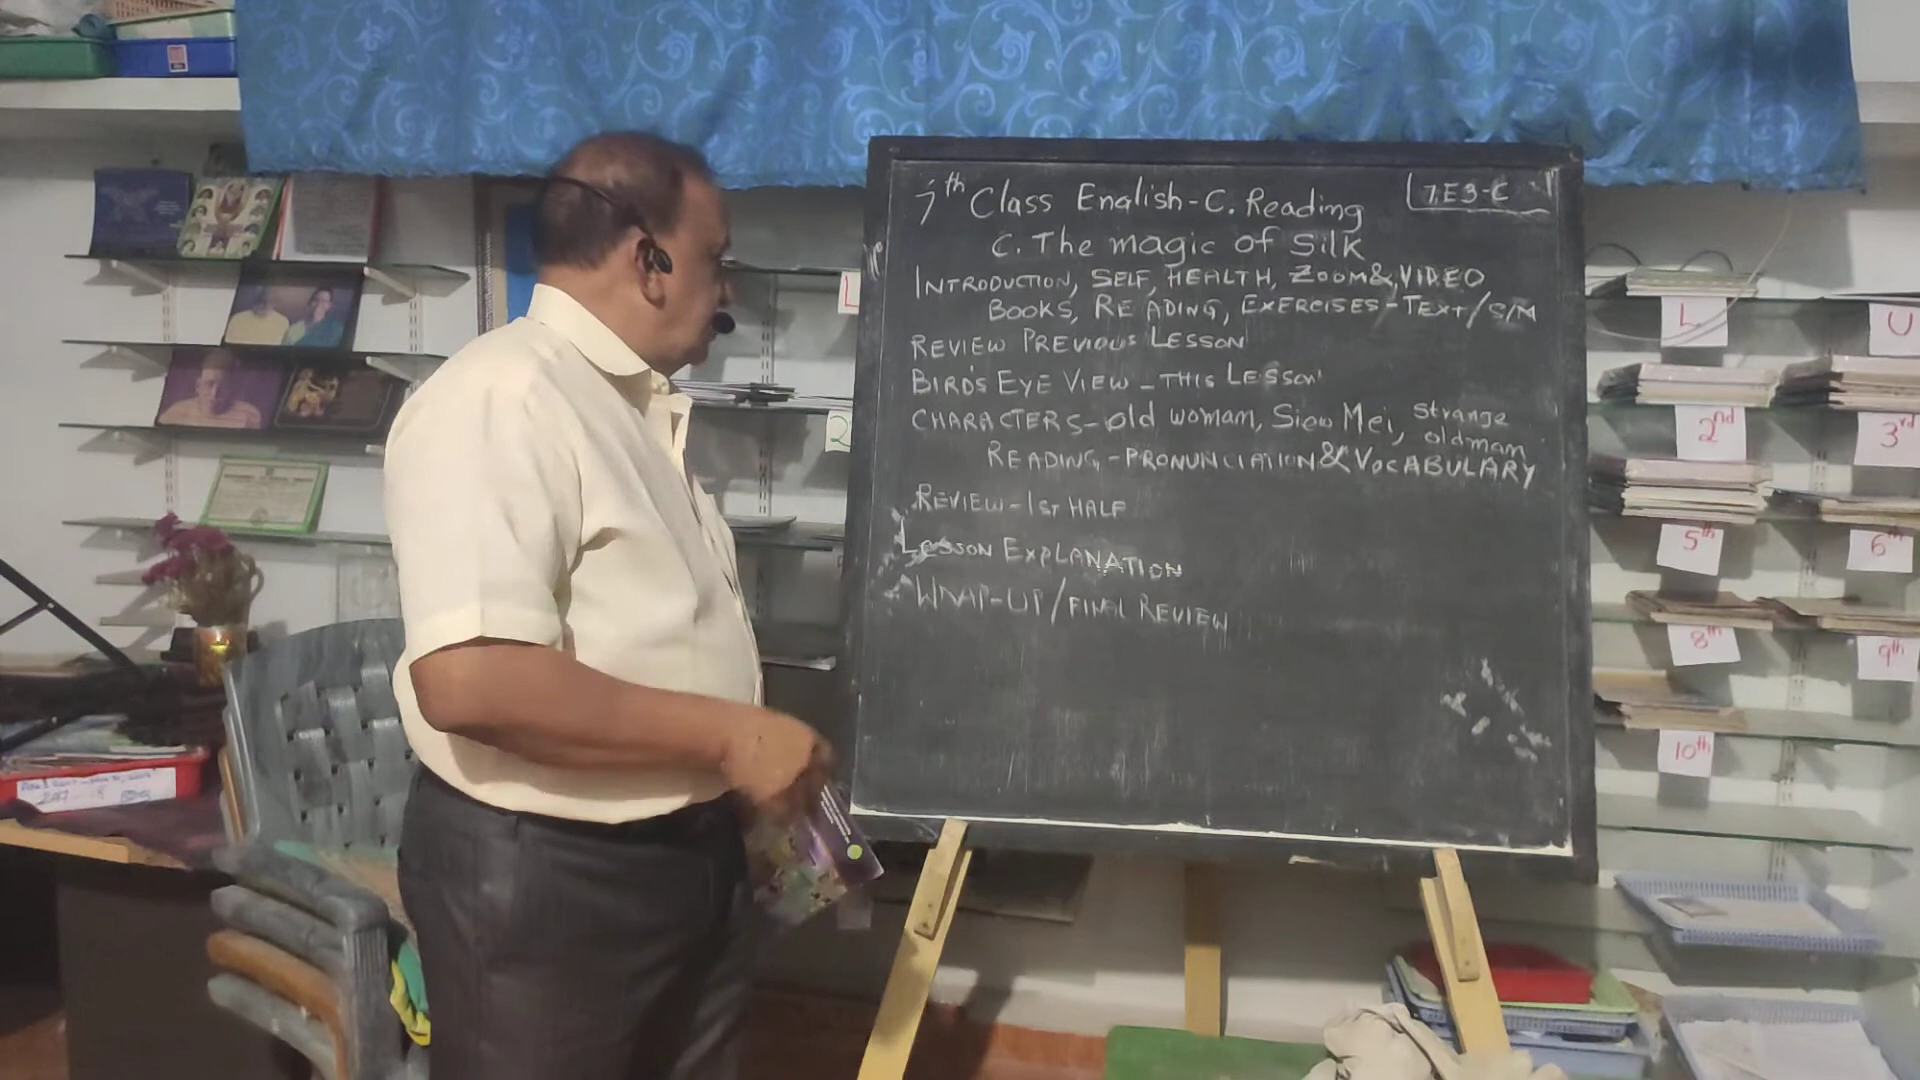 7th Class English-C. Reading
7.E3-C
C. The magic of Silk
INTRODUCTION, SELF, HEALTH, ZOOM&VIDEO
BOOKS, READING, EXERCISES-TEXT/S/M
REVIEW PREVIOUS LESSON
BIRD'S EYE VIEW - THIS LESSON
CHARACTERS-old woman, Siew Mei, strange
oldman
READING,-PRONUNCIATION&VOCABULARY
REVIEW-1ST HALF
LESSON EXPLANATION
WRAP-UP/FINAL REVIEW
L
U
2nd
3rd
5th
6th
8th
9th
10th
L
2